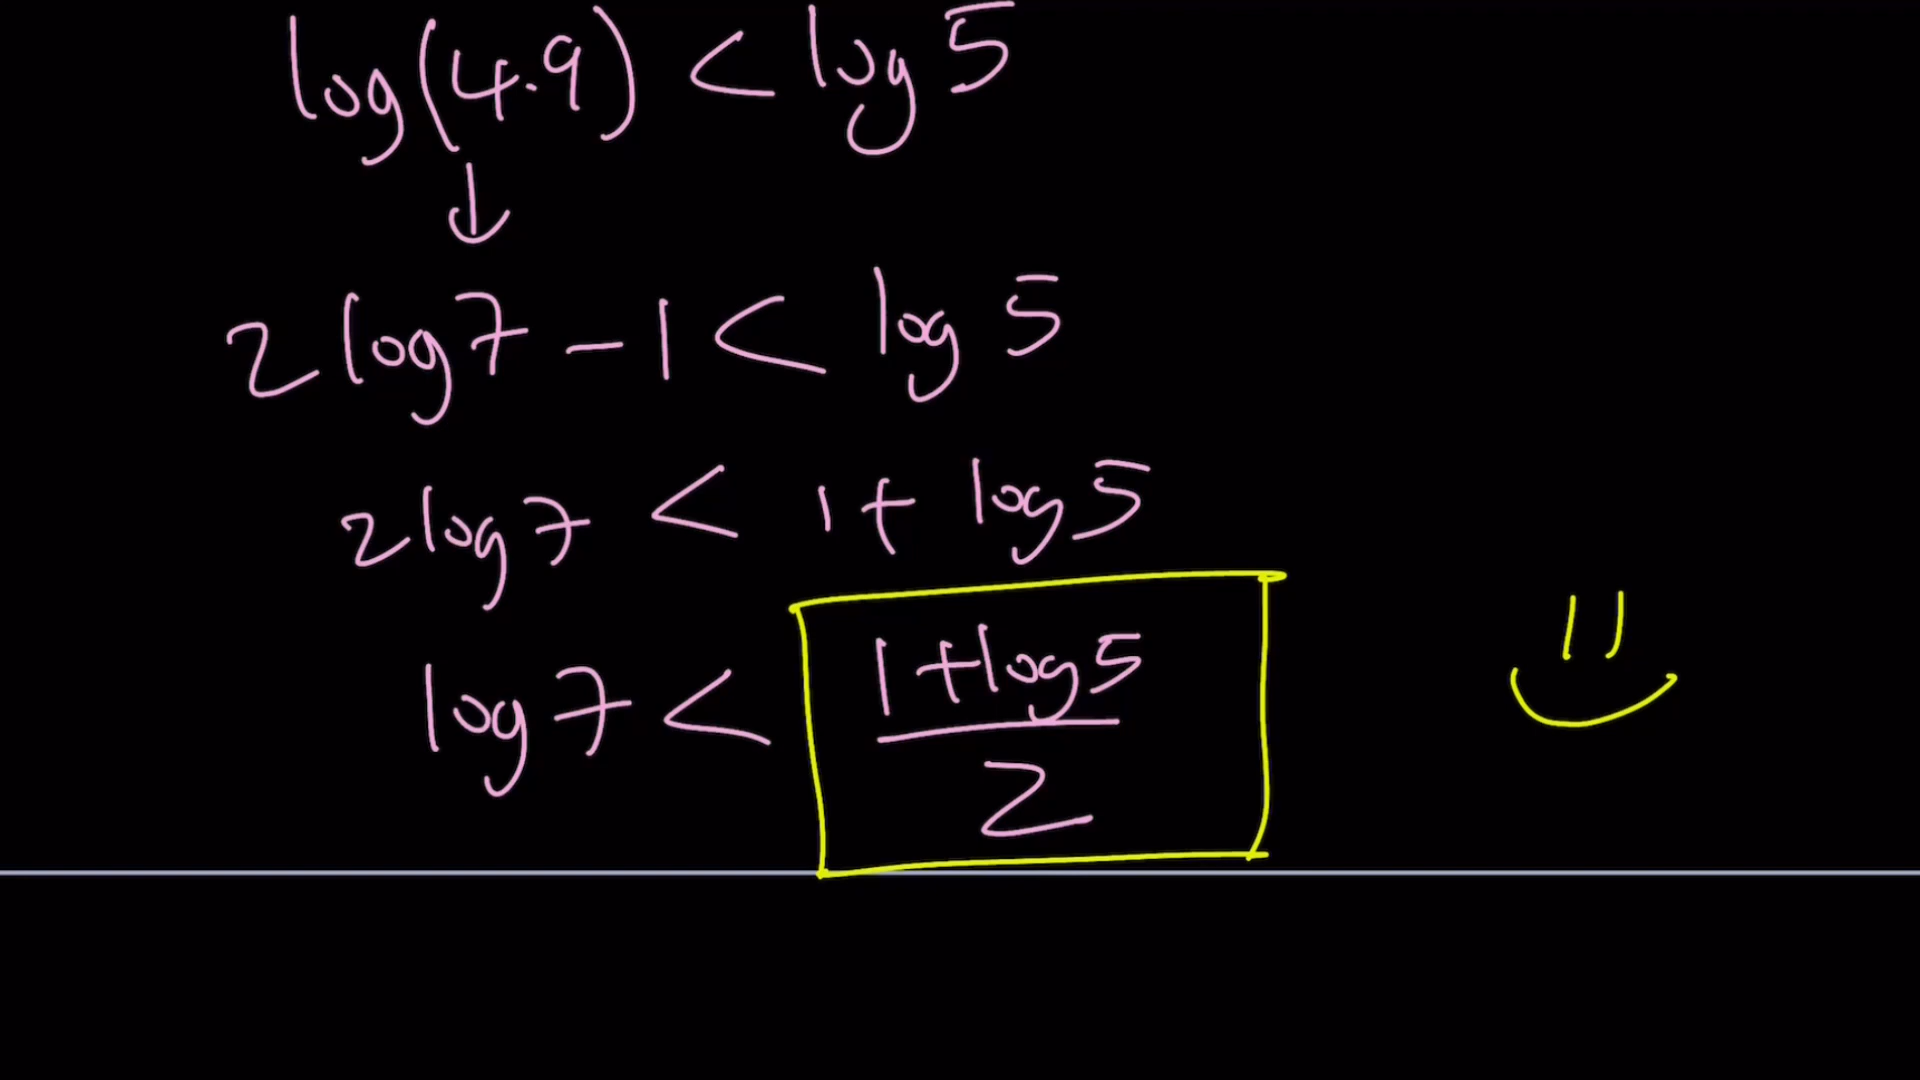 log(4.9) < log 5
↓
2 log 7 - 1 < log 5
2 log 7 < 1 + log 5
log 7 < (1 + log 5)/2